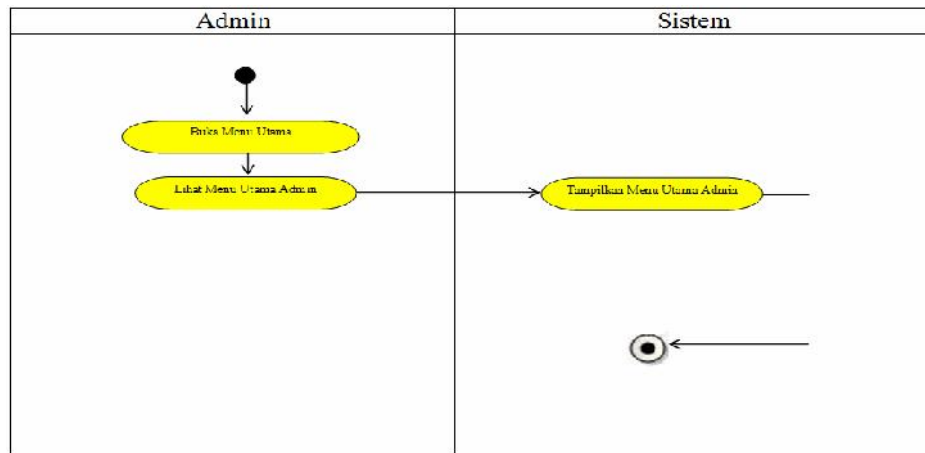 Admin
Sistem
Buka Menu Utama
Lihat Menu Utama Admin
Tampilkan Menu Utama Admin